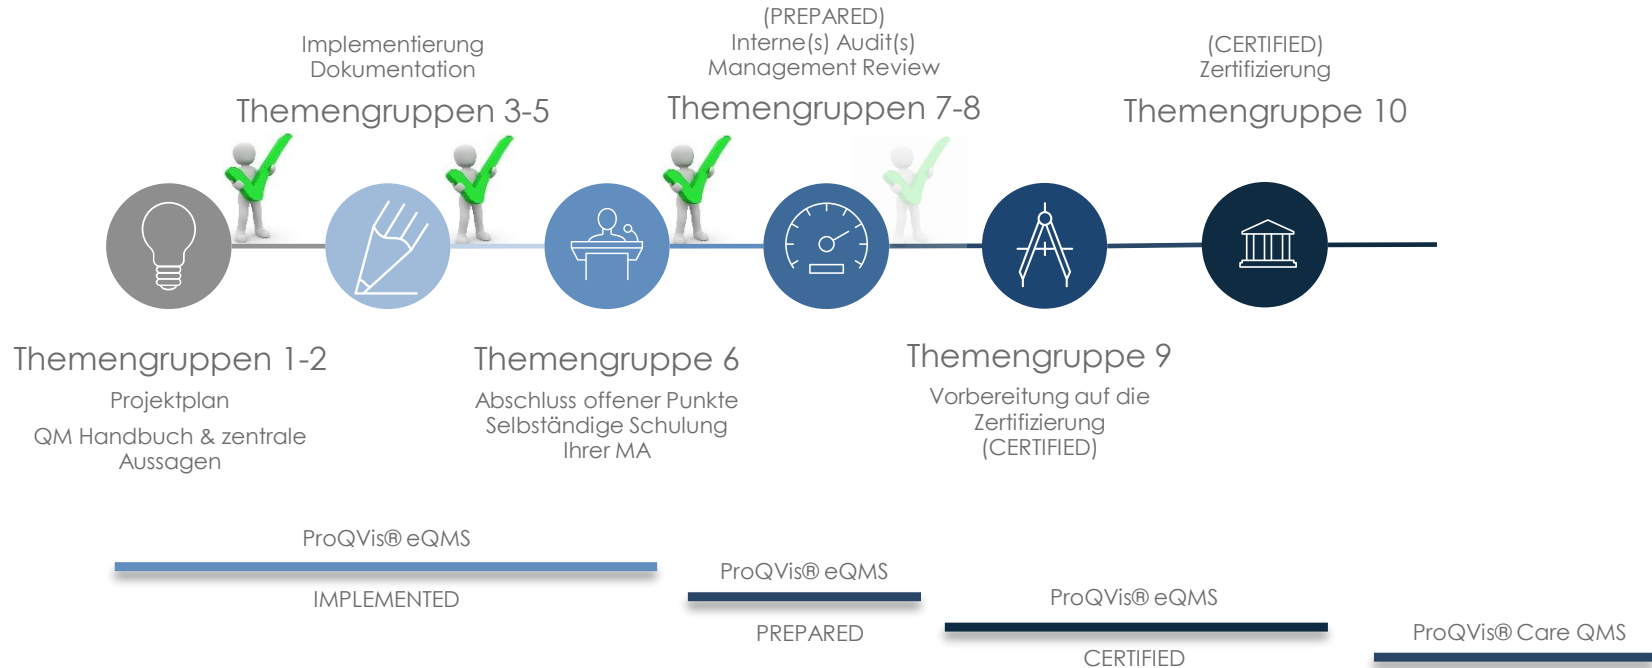 (PREPARED)
Implementierung
Dokumentation
Interne(s) Audit(s)
Management Review
(CERTIFIED)
Zertifizierung
Themengruppen 3-5
Themengruppen 7-8
Themengruppe 10
Themengruppen 1-2
Projektplan
QM Handbuch & zentrale
Aussagen
Themengruppe 6
Abschluss offener Punkte
Selbständige Schulung
Ihrer MA
Themengruppe 9
Vorbereitung auf die
Zertifizierung
(CERTIFIED)
ProQVis® eQMS
IMPLEMENTED
ProQVis® eQMS
PREPARED
ProQVis® eQMS
CERTIFIED
ProQVis® Care QMS